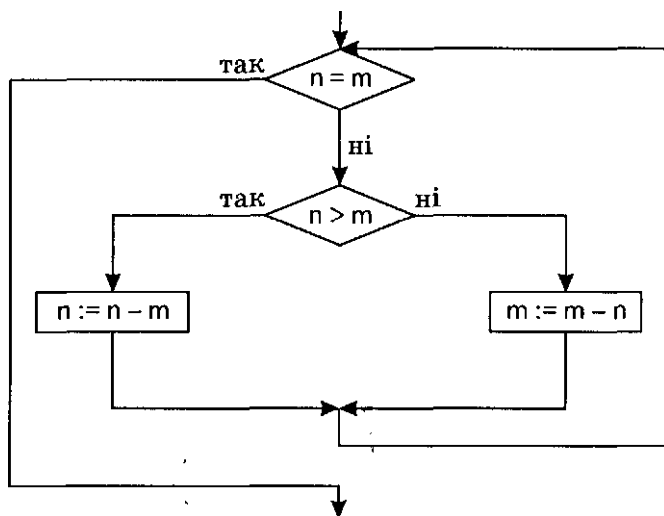 так
n = m
ні
так
n > m
ні
n := n – m
m := m – n